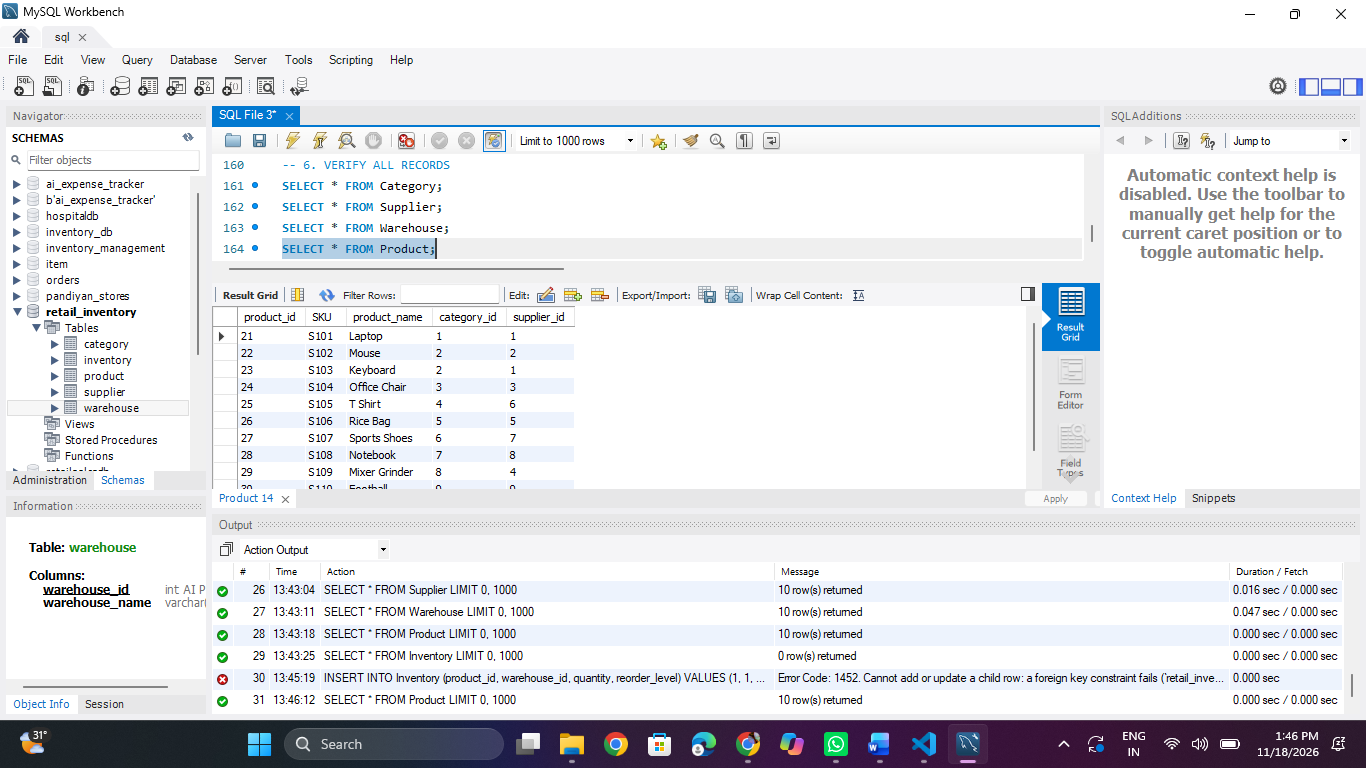 MySQL Workbench
sql
File Edit View Query Database Server Tools Scripting Help
Navigator
SCHEMAS
Filter objects
ai_expense_tracker
b'ai_expense_tracker'
hospitaldb
inventory_db
inventory_management
item
orders
pandiyan_stores
retail_inventory
Tables
category
inventory
product
supplier
warehouse
Views
Stored Procedures
Functions
Administration Schemas
Information
Table: warehouse
Columns:
warehouse_id int AI P
warehouse_name varchar(
Object Info Session
SQL File 3*
Limit to 1000 rows
160 -- 6. VERIFY ALL RECORDS
161 SELECT * FROM Category;
162 SELECT * FROM Supplier;
163 SELECT * FROM Warehouse;
164 SELECT * FROM Product;
Result Grid Filter Rows: Edit: Export/Import: Wrap Cell Content:
product_id SKU product_name category_id supplier_id
21 S101 Laptop 1 1
22 S102 Mouse 2 2
23 S103 Keyboard 2 1
24 S104 Office Chair 3 3
25 S105 T Shirt 4 6
26 S106 Rice Bag 5 5
27 S107 Sports Shoes 6 7
28 S108 Notebook 7 8
29 S109 Mixer Grinder 8 4
30 S110 Football 9 9
Result
Grid
Form
Editor
Field
Types
Product 14
Apply
SQLAdditions
Jump to
Automatic context help is
disabled. Use the toolbar to
manually get help for the
current caret position or to
toggle automatic help.
Context Help Snippets
Output
Action Output
# Time Action Message Duration / Fetch
26 13:43:04 SELECT * FROM Supplier LIMIT 0, 1000 10 row(s) returned 0.016 sec / 0.000 sec
27 13:43:11 SELECT * FROM Warehouse LIMIT 0, 1000 10 row(s) returned 0.047 sec / 0.000 sec
28 13:43:18 SELECT * FROM Product LIMIT 0, 1000 10 row(s) returned 0.000 sec / 0.000 sec
29 13:43:25 SELECT * FROM Inventory LIMIT 0, 1000 0 row(s) returned 0.000 sec / 0.000 sec
30 13:45:19 INSERT INTO Inventory (product_id, warehouse_id, quantity, reorder_level) VALUES (1, 1, ... Error Code: 1452. Cannot add or update a child row: a foreign key constraint fails (`retail_inve... 0.000 sec
31 13:46:12 SELECT * FROM Product LIMIT 0, 1000 10 row(s) returned 0.000 sec / 0.000 sec
31°
Search
ENG
IN
1:46 PM
11/18/2026